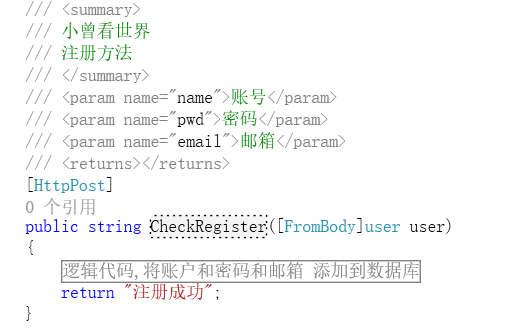 /// <summary>
/// 小曾看世界
/// 注册方法
/// </summary>
/// <param name="name">账号</param>
/// <param name="pwd">密码</param>
/// <param name="email">邮箱</param>
/// <returns></returns>
[HttpPost]
0 个引用
public string CheckRegister([FromBody]user user)
{
逻辑代码,将账户和密码和邮箱 添加到数据库
return "注册成功";
}